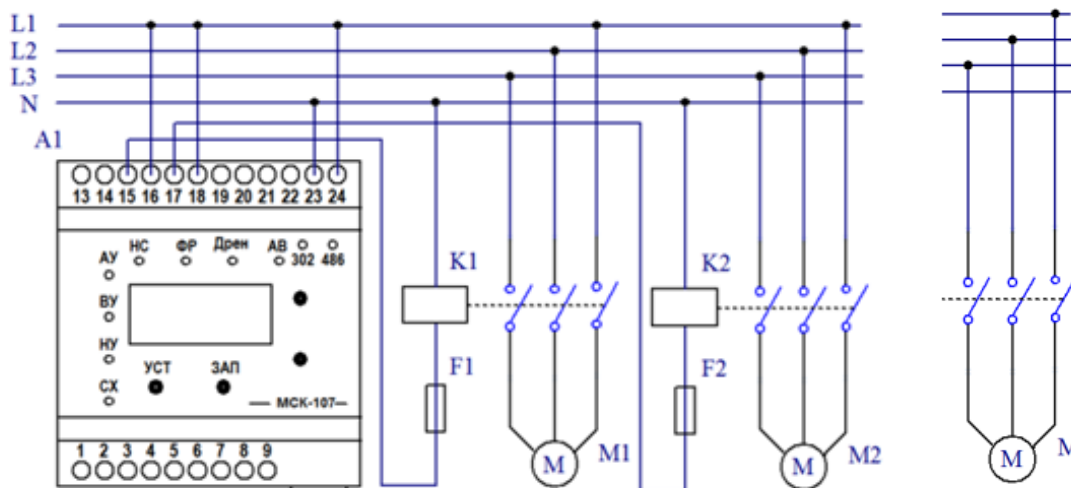 L1
L2
L3
N
A1
13 14 15 16 17 18 19 20 21 22 23 24
НС ФР Дрен АВ 302 486
АУ
ВУ
НУ
СХ
УСТ ЗАП
МСК-107
1 2 3 4 5 6 7 8 9
K1
F1
M M1
K2
F2
M M2
M M